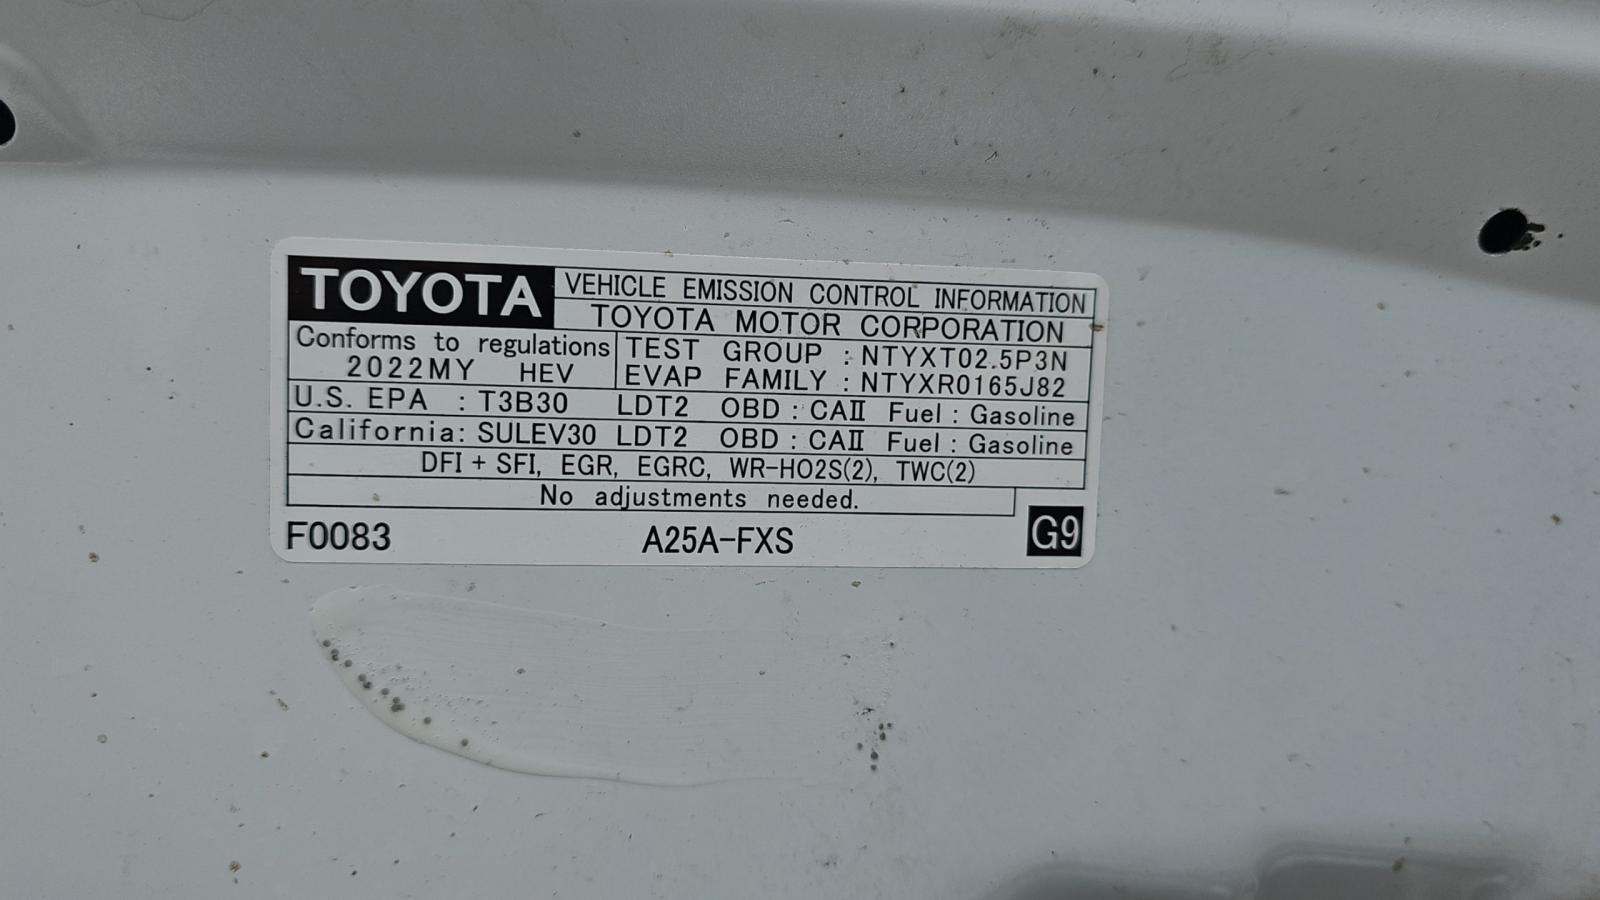 TOYOTA VEHICLE EMISSION CONTROL INFORMATION
TOYOTA MOTOR CORPORATION
Conforms to regulations
2022MY HEV
TEST GROUP : NTYXT02.5P3N
EVAP FAMILY : NTYXR0165J82
U.S. EPA : T3B30 LDT2 OBD : CAⅡ Fuel : Gasoline
California: SULEV30 LDT2 OBD : CAⅡ Fuel : Gasoline
DFI + SFI, EGR, EGRC, WR-HO2S(2), TWC(2)
No adjustments needed.
F0083 A25A-FXS G9